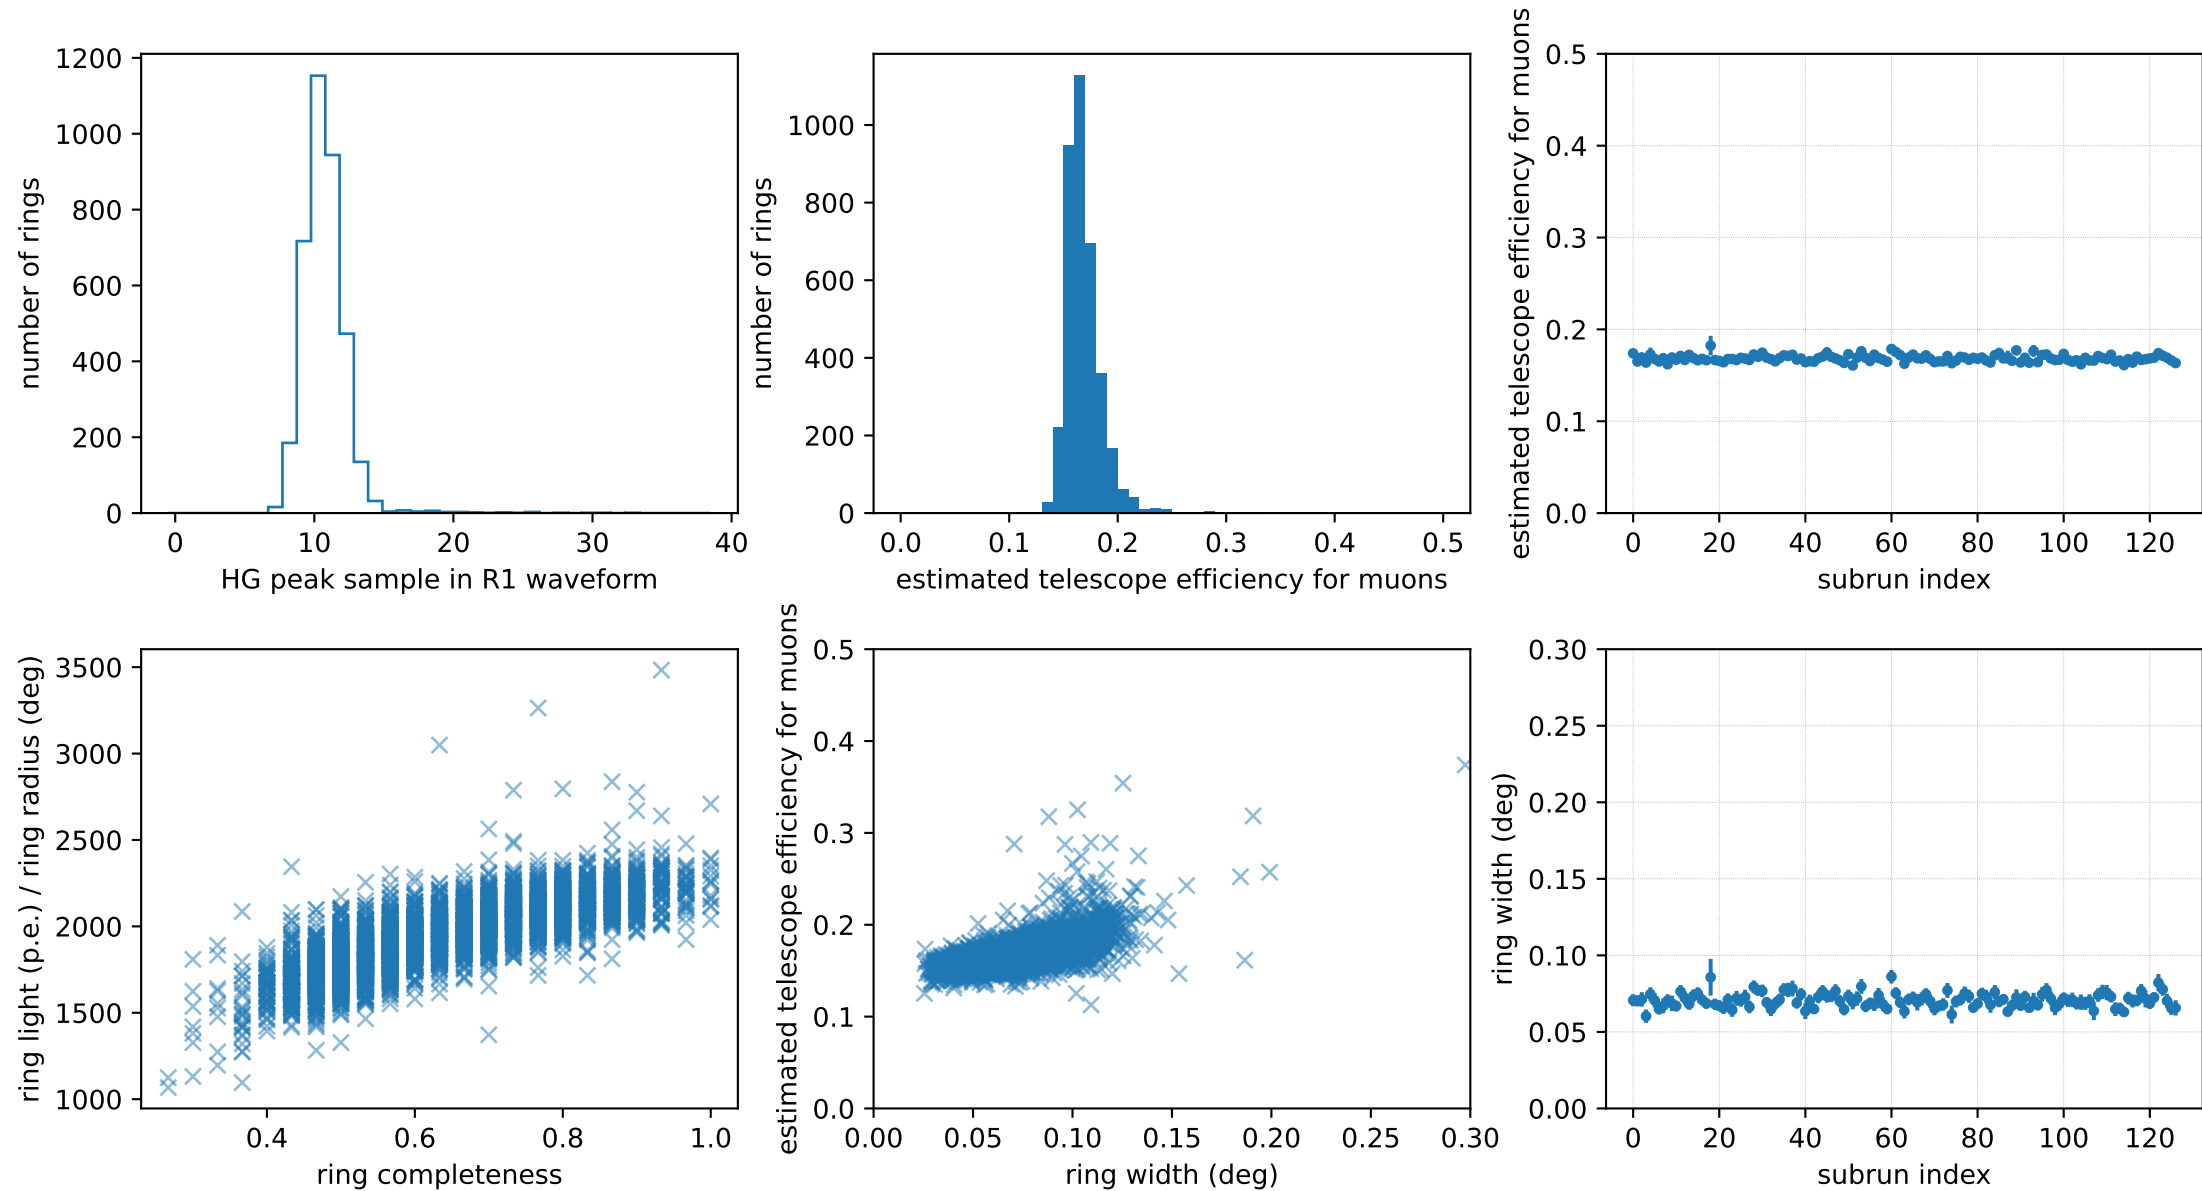 1200
1000
800
600
400
200
0
number of rings
0 10 20 30 40
HG peak sample in R1 waveform
1000
800
600
400
200
0
number of rings
0.0 0.1 0.2 0.3 0.4 0.5
estimated telescope efficiency for muons
0.5
0.4
0.3
0.2
0.1
0.0
estimated telescope efficiency for muons
0 20 40 60 80 100 120
subrun index
3500
3000
2500
2000
1500
1000
ring light (p.e.) / ring radius (deg)
0.4 0.6 0.8 1.0
ring completeness
0.5
0.4
0.3
0.2
0.1
0.0
estimated telescope efficiency for muons
0.00 0.05 0.10 0.15 0.20 0.25 0.30
ring width (deg)
0.30
0.25
0.20
0.15
0.10
0.05
0.00
ring width (deg)
0 20 40 60 80 100 120
subrun index